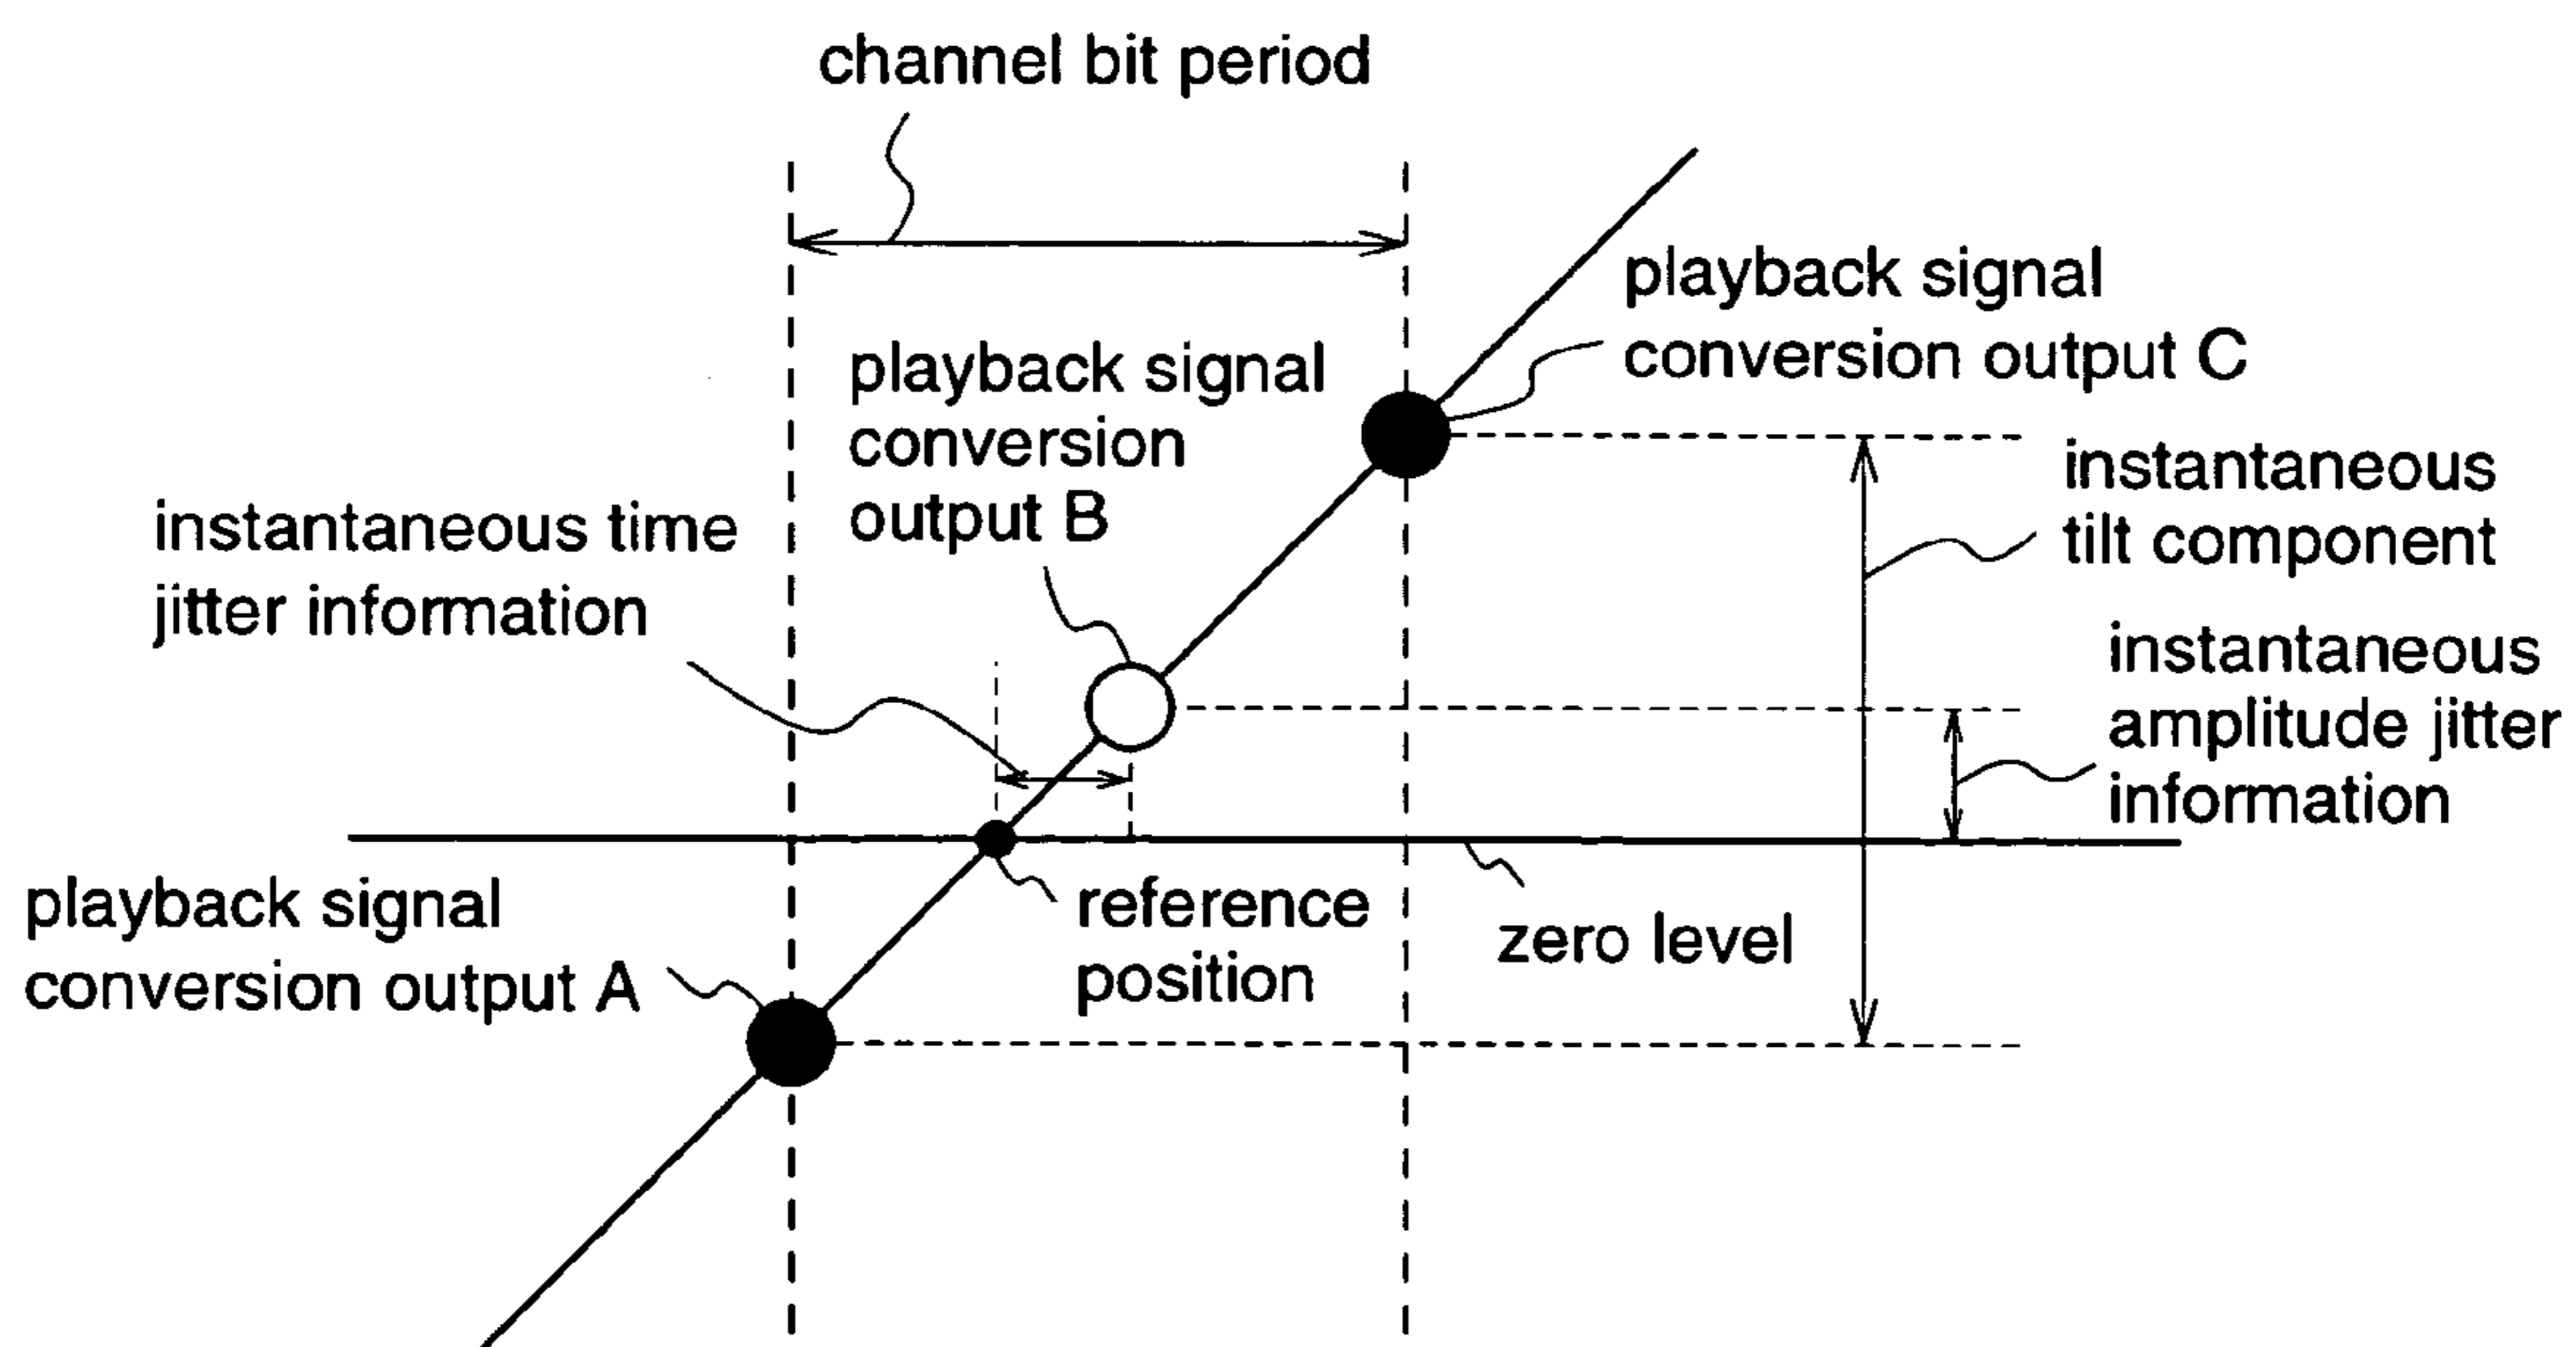 channel bit period
playback signal
conversion output C
playback signal
conversion
output B
instantaneous
tilt component
instantaneous time
jitter information
instantaneous
amplitude jitter
information
playback signal
conversion output A
reference
position
zero level